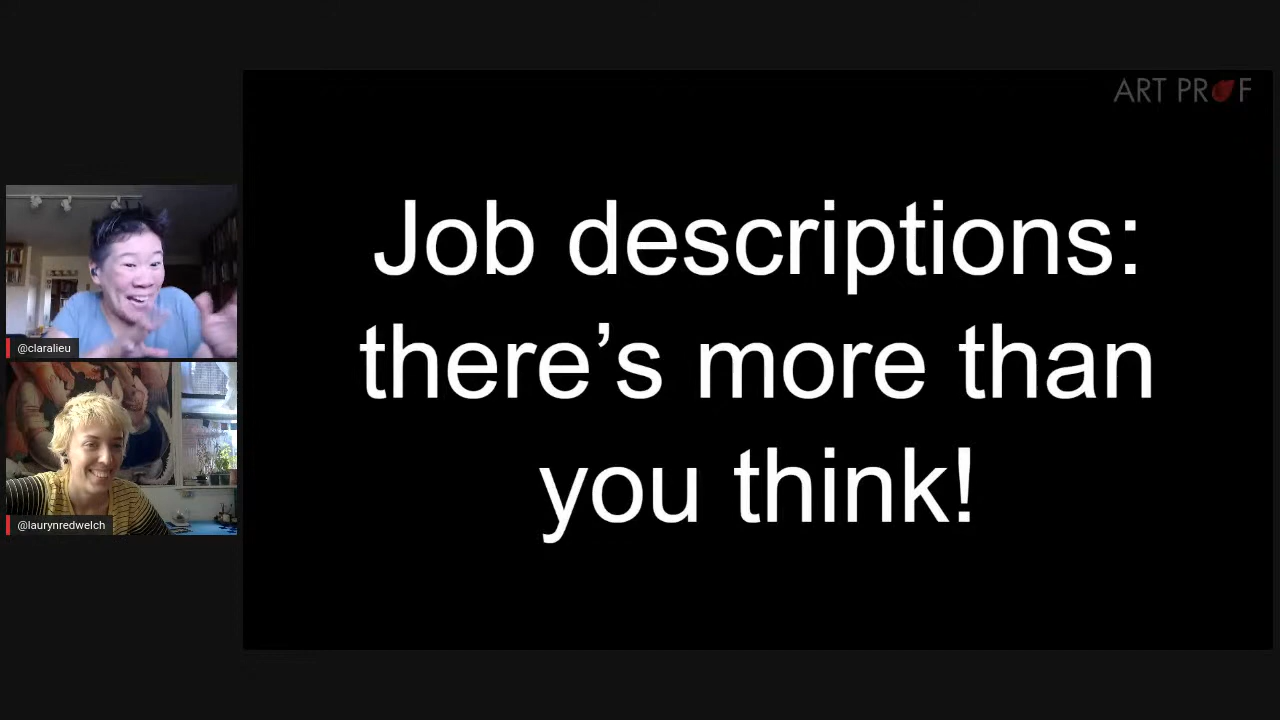 ART PROF
Job descriptions:
there’s more than
you think!
@claralieu
@laurynredwelch